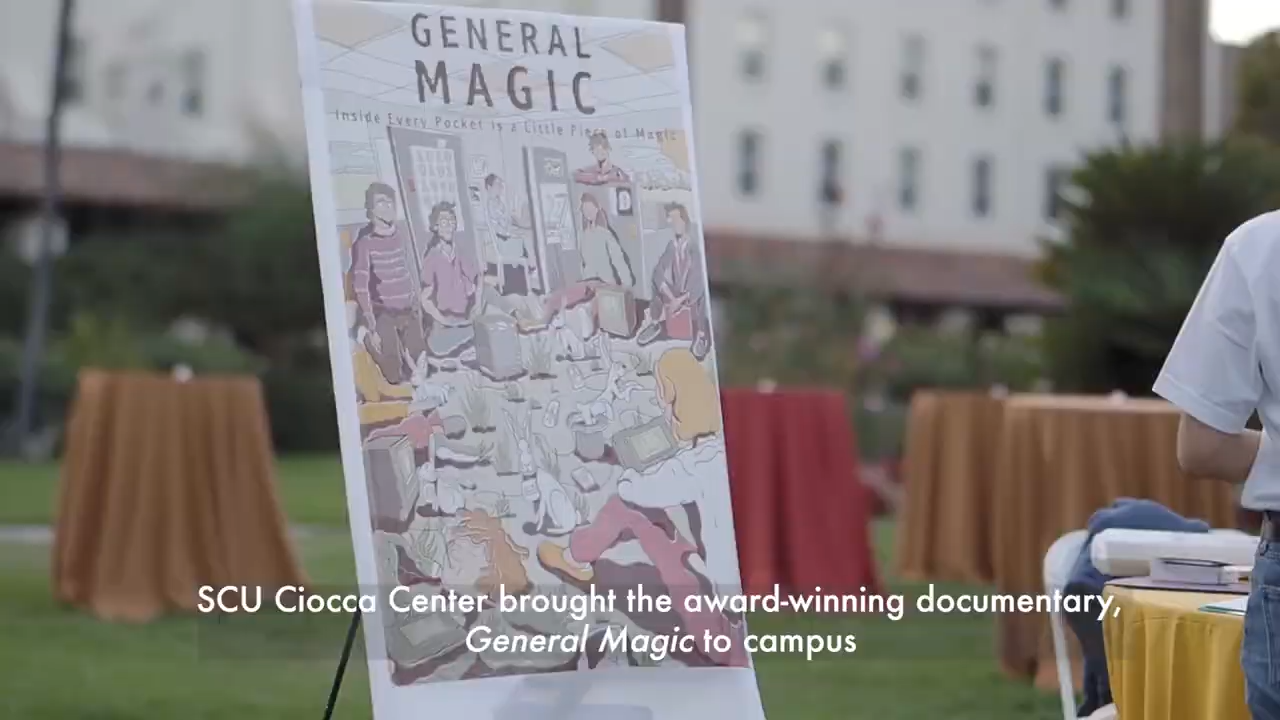 GENERAL
MAGIC
Inside Every Pocket is a Little Piece of Magic
SCU Ciocca Center brought the award-winning documentary,
General Magic to campus